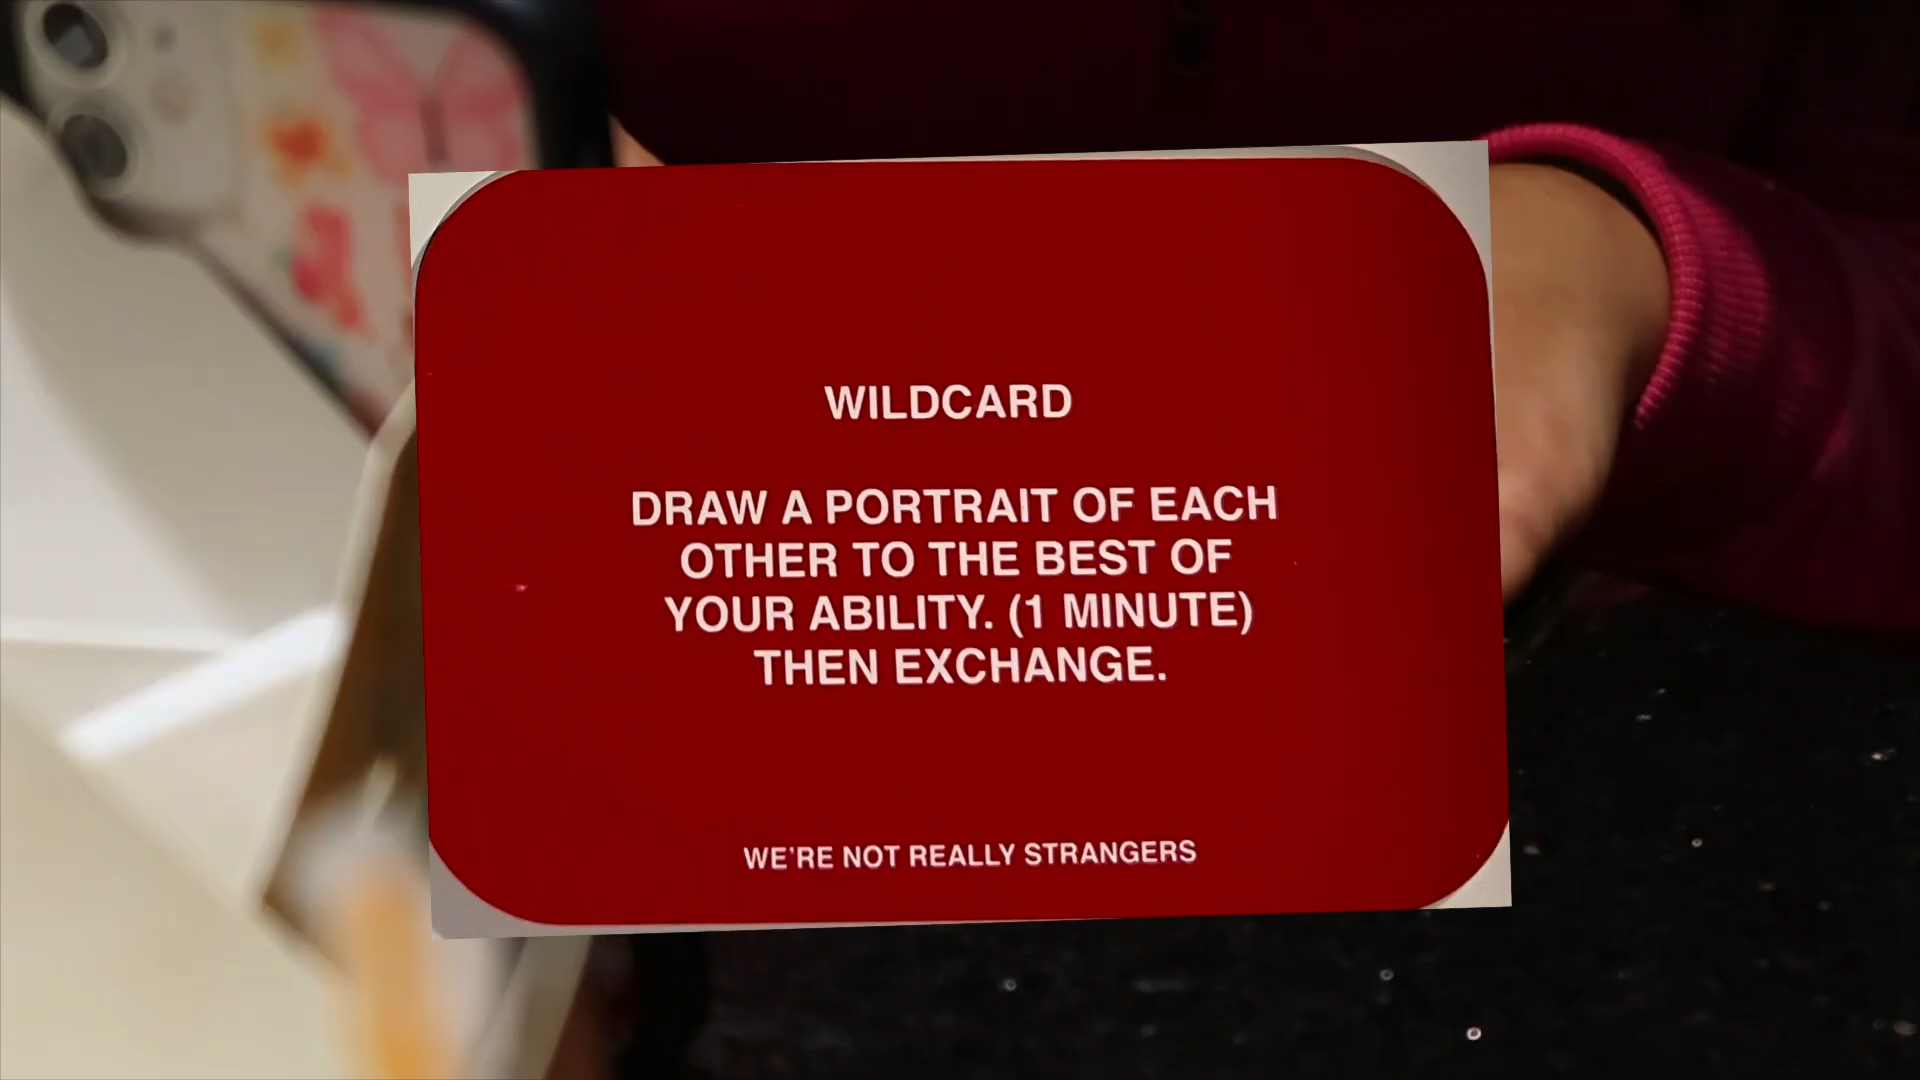 WILDCARD
DRAW A PORTRAIT OF EACH
OTHER TO THE BEST OF
YOUR ABILITY. (1 MINUTE)
THEN EXCHANGE.
WE'RE NOT REALLY STRANGERS